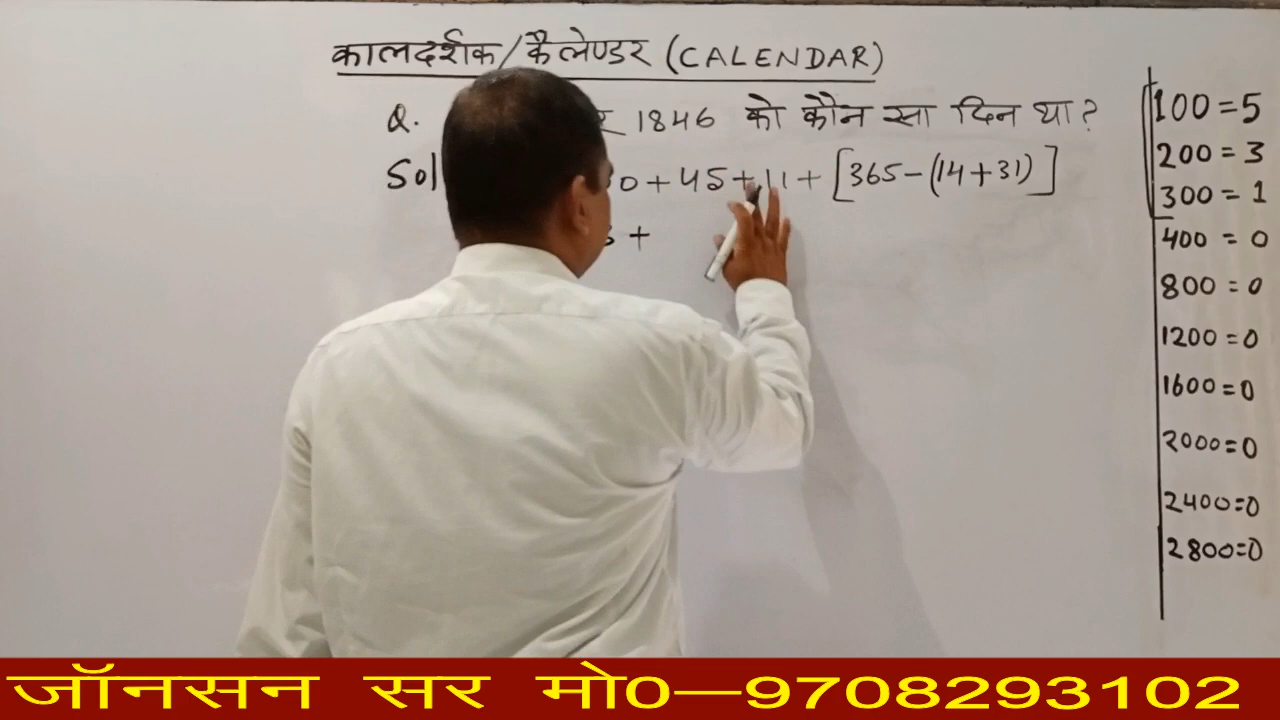 कालदर्शक/कैलेण्डर (CALENDAR)
Q. 1846 को कौन सा दिन था?
Sol 0+45+11+[365-(14+31)]
+
100=5
200=3
300=1
400=0
800=0
1200=0
1600=0
2000=0
2400=0
2800=0
जॉनसन सर मो0—9708293102